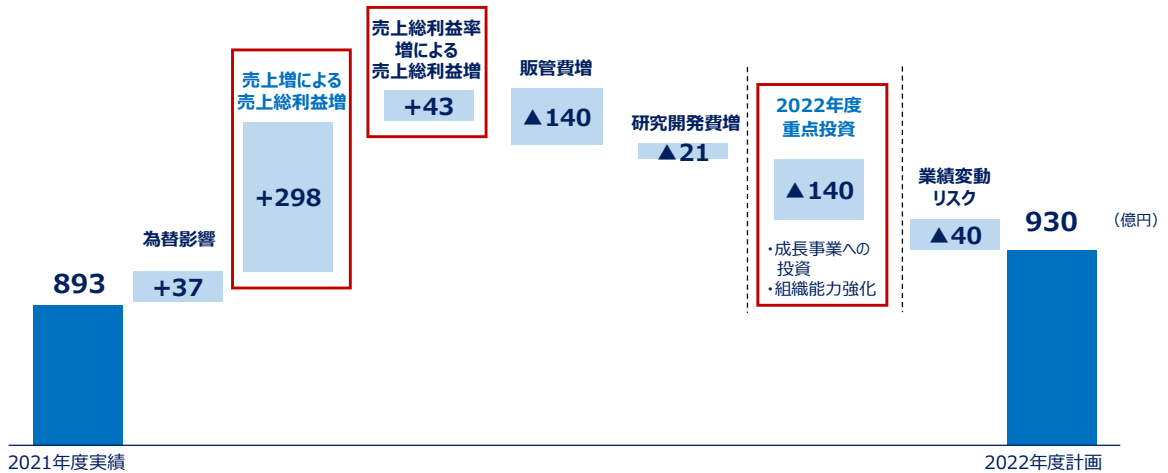 売上総利益率
増による
売上総利益増
+43
売上増による
売上総利益増
+298
販管費増
▲140
研究開発費増
▲21
2022年度
重点投資
▲140
・成長事業への
投資
・組織能力強化
業績変動
リスク
▲40
930
（億円）
為替影響
+37
893
2021年度実績
2022年度計画